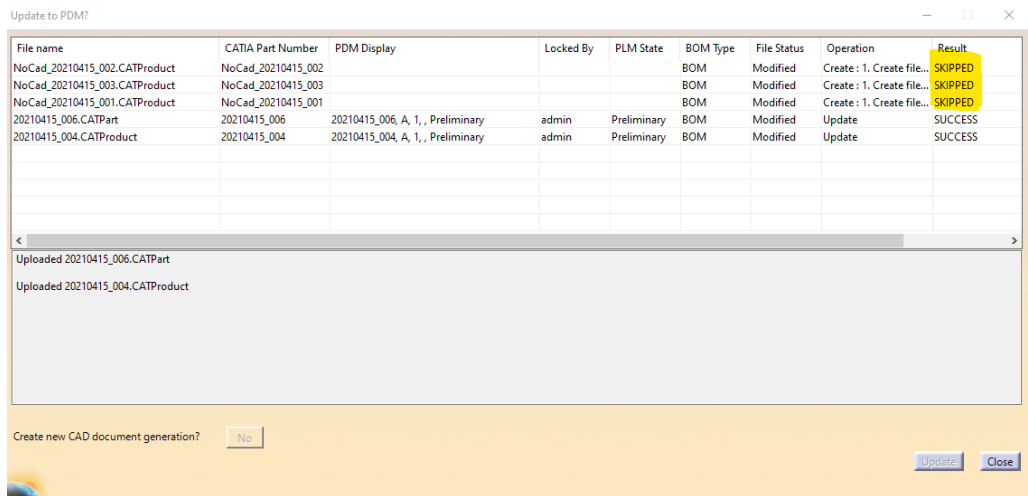 Update to PDM?
File name CATIA Part Number PDM Display Locked By PLM State BOM Type File Status Operation Result
NoCad_20210415_002.CATProduct NoCad_20210415_002 BOM Modified Create : 1. Create file... SKIPPED
NoCad_20210415_003.CATProduct NoCad_20210415_003 BOM Modified Create : 1. Create file... SKIPPED
NoCad_20210415_001.CATProduct NoCad_20210415_001 BOM Modified Create : 1. Create file... SKIPPED
20210415_006.CATPart 20210415_006 20210415_006, A, 1, , Preliminary admin Preliminary BOM Modified Update SUCCESS
20210415_004.CATProduct 20210415_004 20210415_004, A, 1, , Preliminary admin Preliminary BOM Modified Update SUCCESS
Uploaded 20210415_006.CATPart
Uploaded 20210415_004.CATProduct
Create new CAD document generation? No
Update Close